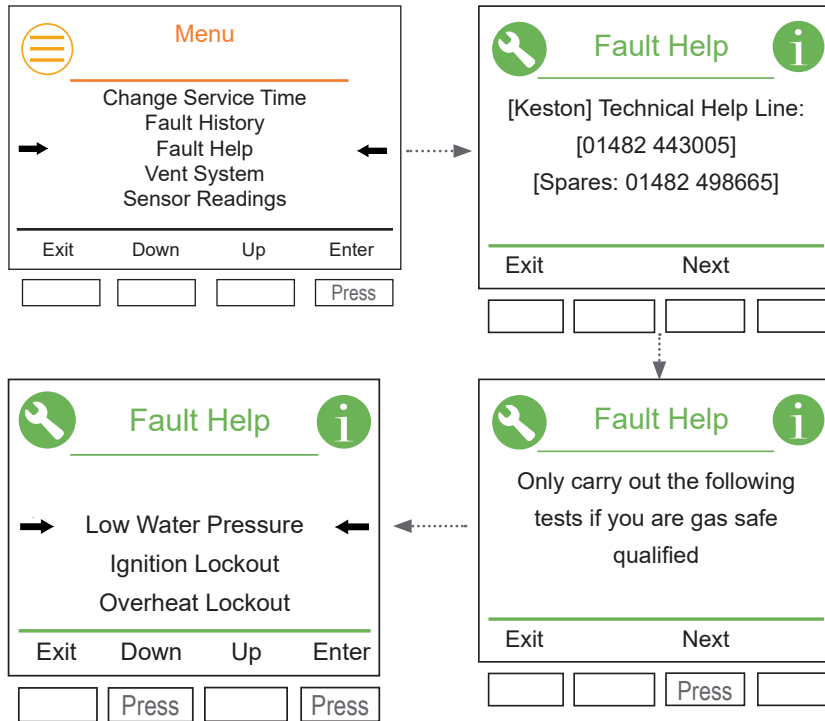 Menu
Change Service Time
Fault History
Fault Help
Vent System
Sensor Readings
Exit Down Up Enter
Press
Fault Help
i
[Keston] Technical Help Line:
[01482 443005]
[Spares: 01482 498665]
Exit Next
Fault Help
i
Only carry out the following
tests if you are gas safe
qualified
Exit Next
Press
Fault Help
i
Low Water Pressure
Ignition Lockout
Overheat Lockout
Exit Down Up Enter
Press Press